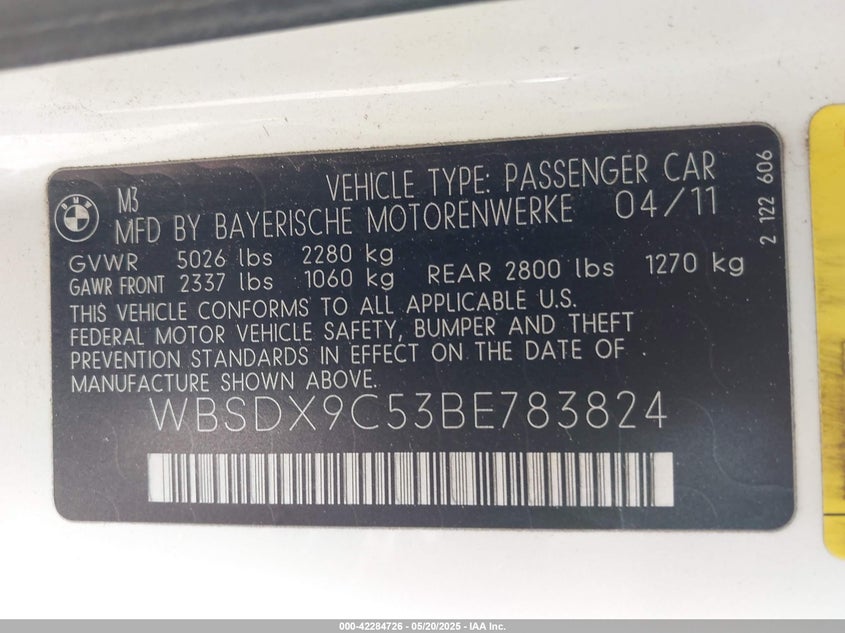 M3
VEHICLE TYPE: PASSENGER CAR
MFD BY BAYERISCHE MOTORENWERKE 04/11
GVWR 5026 lbs 2280 kg
GAWR FRONT 2337 lbs 1060 kg REAR 2800 lbs 1270 kg
THIS VEHICLE CONFORMS TO ALL APPLICABLE U.S.
FEDERAL MOTOR VEHICLE SAFETY, BUMPER AND THEFT
PREVENTION STANDARDS IN EFFECT ON THE DATE OF
MANUFACTURE SHOWN ABOVE.
WBSDX9C53BE783824
2 122 606
000-42284726 - 05/20/2025 - IAA Inc.